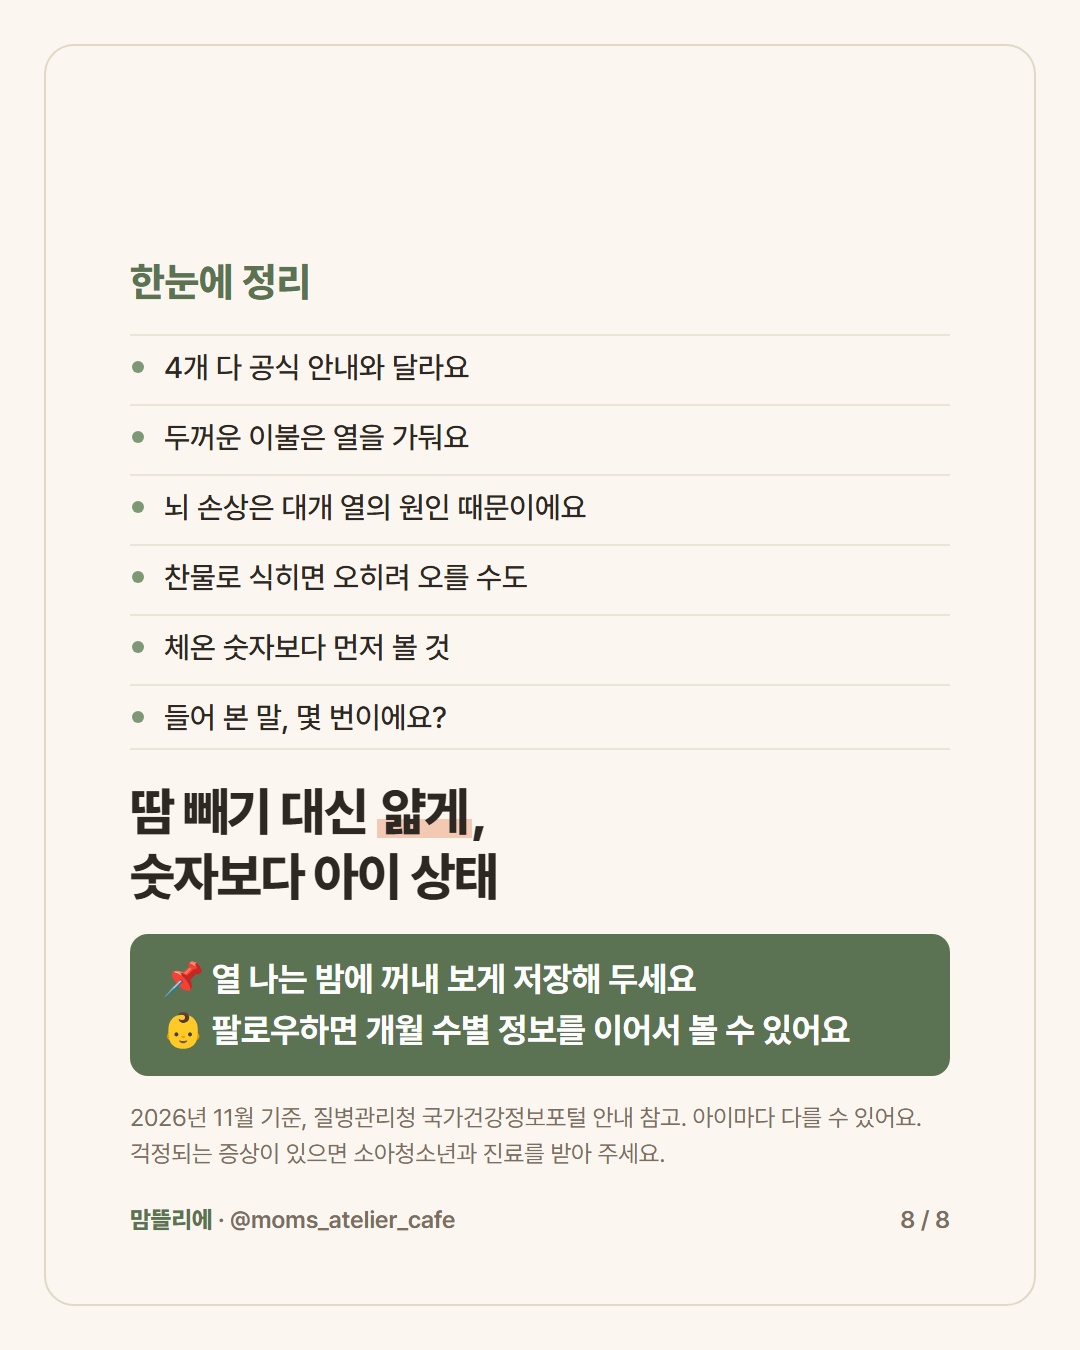 한눈에 정리
4개 다 공식 안내와 달라요
두꺼운 이불은 열을 가둬요
뇌 손상은 대개 열의 원인 때문이에요
찬물로 식히면 오히려 오를 수도
체온 숫자보다 먼저 볼 것
들어 본 말, 몇 번이에요?
땀 빼기 대신 얇게,
숫자보다 아이 상태
📌 열 나는 밤에 꺼내 보게 저장해 두세요
👶 팔로우하면 개월 수별 정보를 이어서 볼 수 있어요
2026년 11월 기준, 질병관리청 국가건강정보포털 안내 참고. 아이마다 다를 수 있어요.
걱정되는 증상이 있으면 소아청소년과 진료를 받아 주세요.
맘뜰리에 · @moms_atelier_cafe
8 / 8